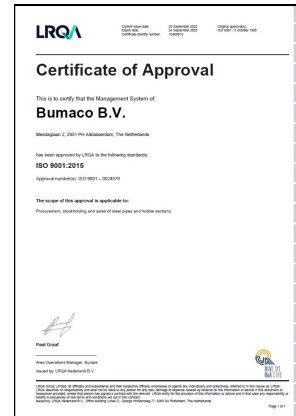 LRQA
Current issue date: 22 September 2022 Original approval(s):
Expiry date: 24 September 2025 ISO 9001 - 3 October 1995
Certificate identity number:
Certificate of Approval
This is to certify that the Management System of:
Bumaco B.V.
Mesdaglaan 2, 2951 PH Alblasserdam, The Netherlands
has been approved by LRQA to the following standards:
ISO 9001:2015
Approval number(s): ISO 9001 – 0024578
The scope of this approval is applicable to:
Procurement, stockholding and sales of steel pipes and hollow sections.
Paul Graaf
Area Operations Manager, Europe
Issued by: LRQA Nederland B.V.
Page 1 of 1